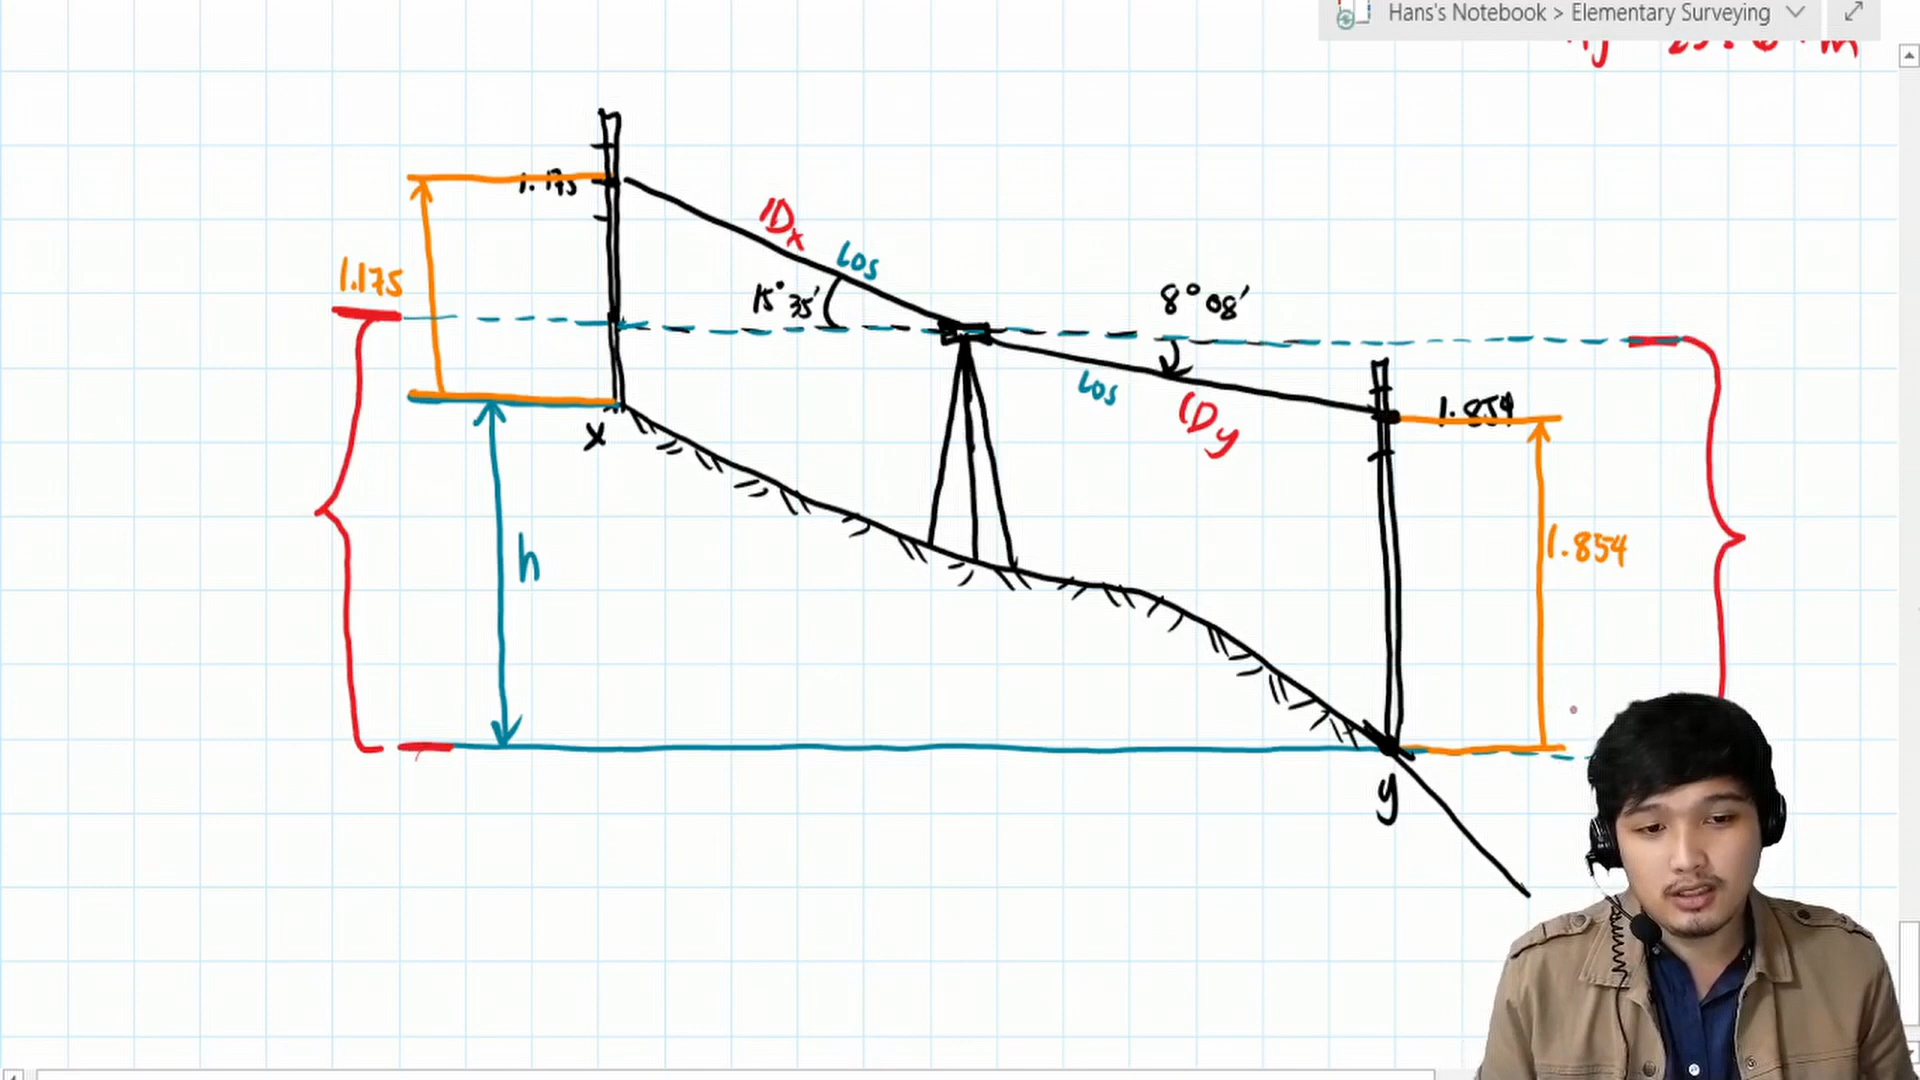 Hans's Notebook > Elementary Surveying
1.175
IDx
LOS
15° 35'
8° 08'
1.175
LOS
IDy
1.854
x
h
1.854
y